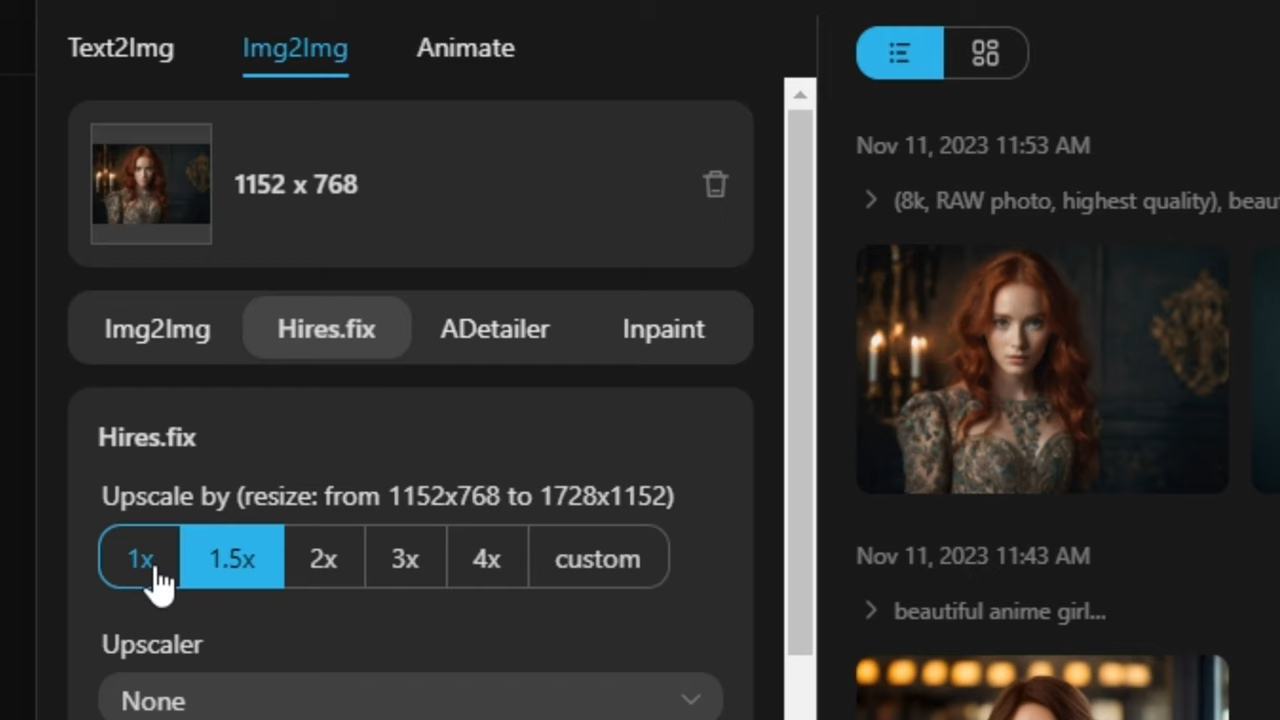 Text2Img Img2Img Animate
1152 x 768
Img2Img Hires.fix ADetailer Inpaint
Hires.fix
Upscale by (resize: from 1152x768 to 1728x1152)
1x 1.5x 2x 3x 4x custom
Upscaler
None
Nov 11, 2023 11:53 AM
(8k, RAW photo, highest quality), beau
Nov 11, 2023 11:43 AM
beautiful anime girl...